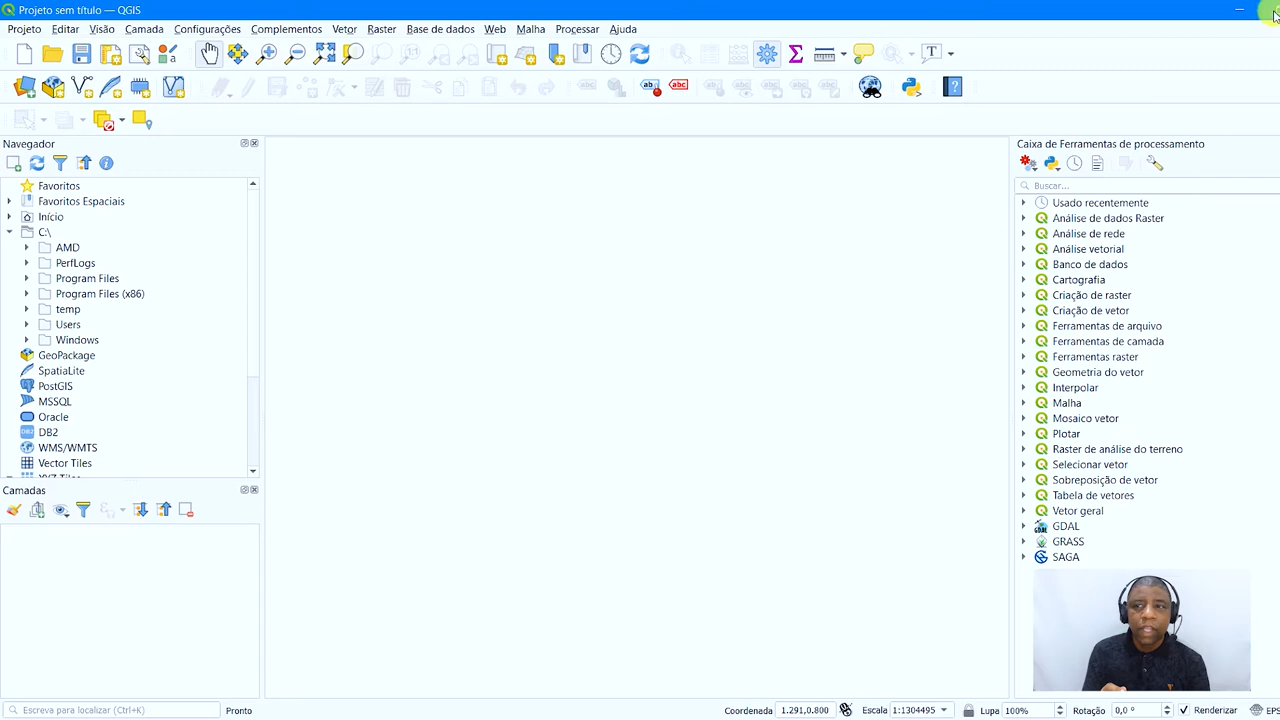 Projeto sem título — QGIS
Projeto Editar Visão Camada Configurações Complementos Vetor Raster Base de dados Web Malha Processar Ajuda
Navegador
Favoritos
Favoritos Espaciais
Início
C:\
AMD
PerfLogs
Program Files
Program Files (x86)
temp
Users
Windows
GeoPackage
SpatiaLite
PostGIS
MSSQL
Oracle
DB2
WMS/WMTS
Vector Tiles
XYZ Tiles
Camadas
Caixa de Ferramentas de processamento
Buscar...
Usado recentemente
Análise de dados Raster
Análise de rede
Análise vetorial
Banco de dados
Cartografia
Criação de raster
Criação de vetor
Ferramentas de arquivo
Ferramentas de camada
Ferramentas raster
Geometria do vetor
Interpolar
Malha
Mosaico vetor
Plotar
Raster de análise do terreno
Selecionar vetor
Sobreposição de vetor
Tabela de vetores
Vetor geral
GDAL
GRASS
SAGA
Escreva para localizar (Ctrl+K) Pronto Coordenada 1.291,0.800 Escala 1:1304495 Lupa 100% Rotação 0,0 ° Renderizar EPS